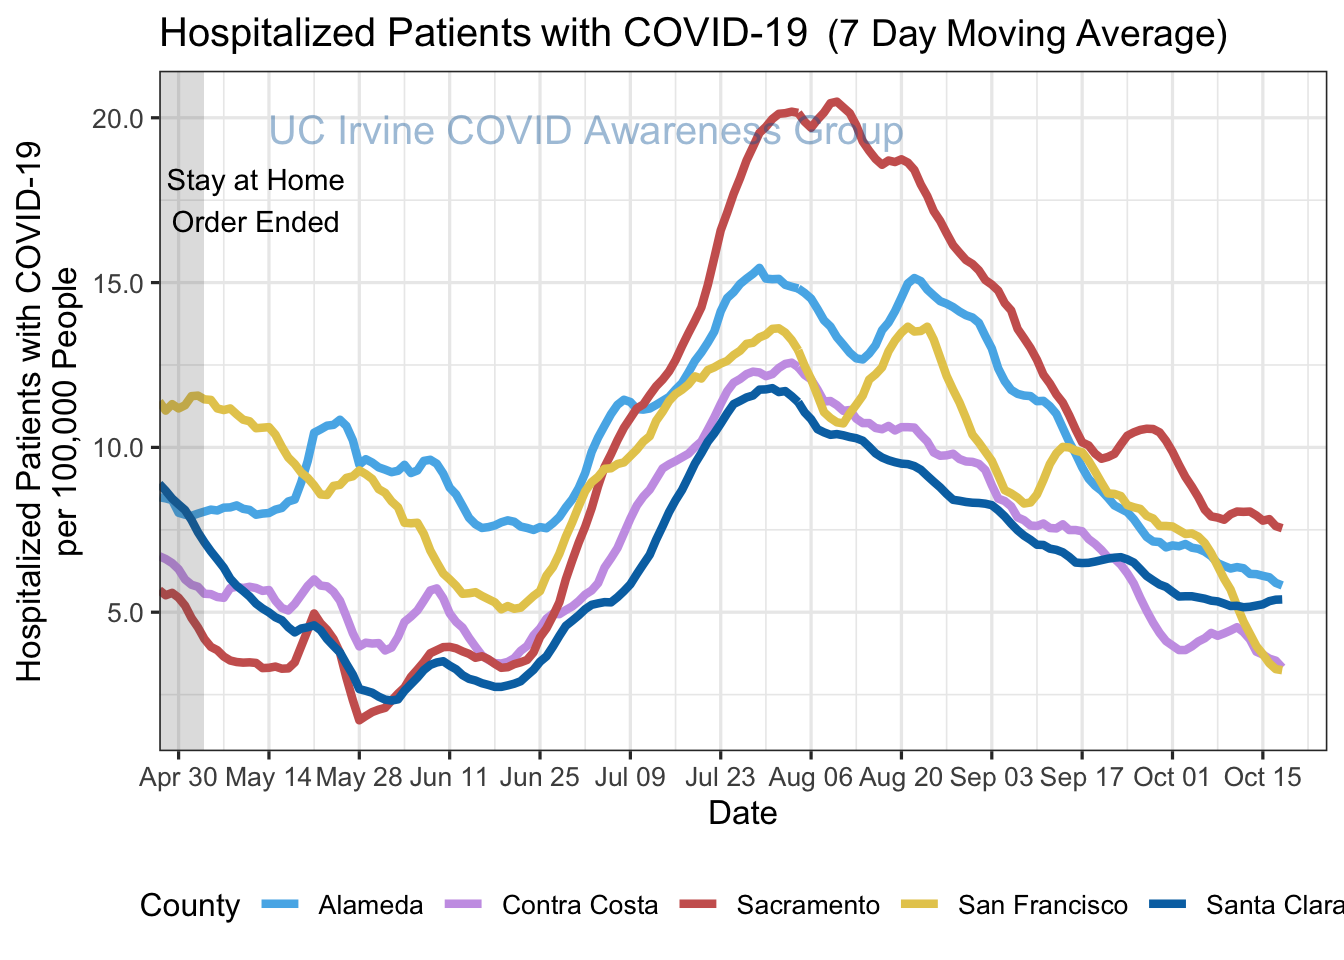 Hospitalized Patients with COVID-19 (7 Day Moving Average)
UC Irvine COVID Awareness Group
Stay at Home
Order Ended
Hospitalized Patients with COVID-19
per 100,000 People
20.0
15.0
10.0
5.0
Apr 30 May 14 May 28 Jun 11 Jun 25 Jul 09 Jul 23 Aug 06 Aug 20 Sep 03 Sep 17 Oct 01 Oct 15
Date
County Alameda Contra Costa Sacramento San Francisco Santa Clara